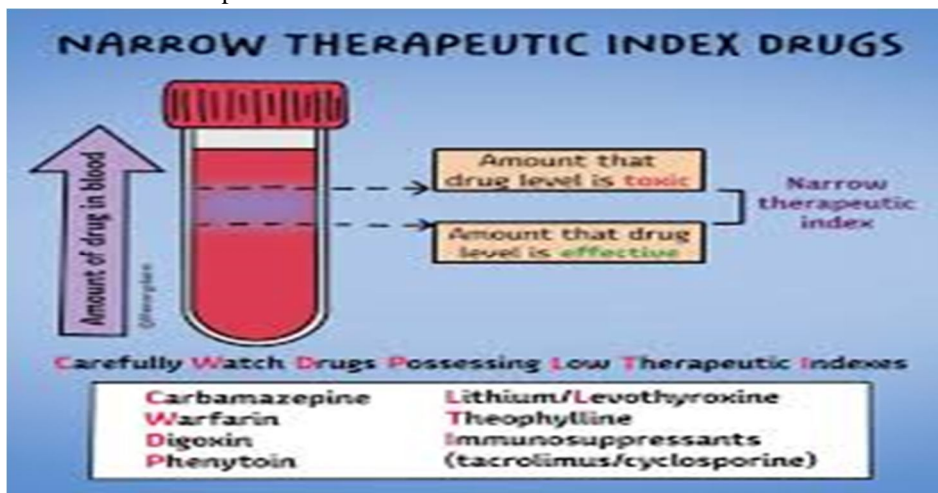 NARROW THERAPEUTIC INDEX DRUGS
Amount of drug in blood
Amount that
drug level is toxic
Narrow
therapeutic
index
Amount that drug
level is effective
Carefully Watch Drugs Possessing Low Therapeutic Indexes
Carbamazepine
Warfarin
Digoxin
Phenytoin
Lithium/Levothyroxine
Theophylline
Immunosuppressants
(tacrolimus/cyclosporine)